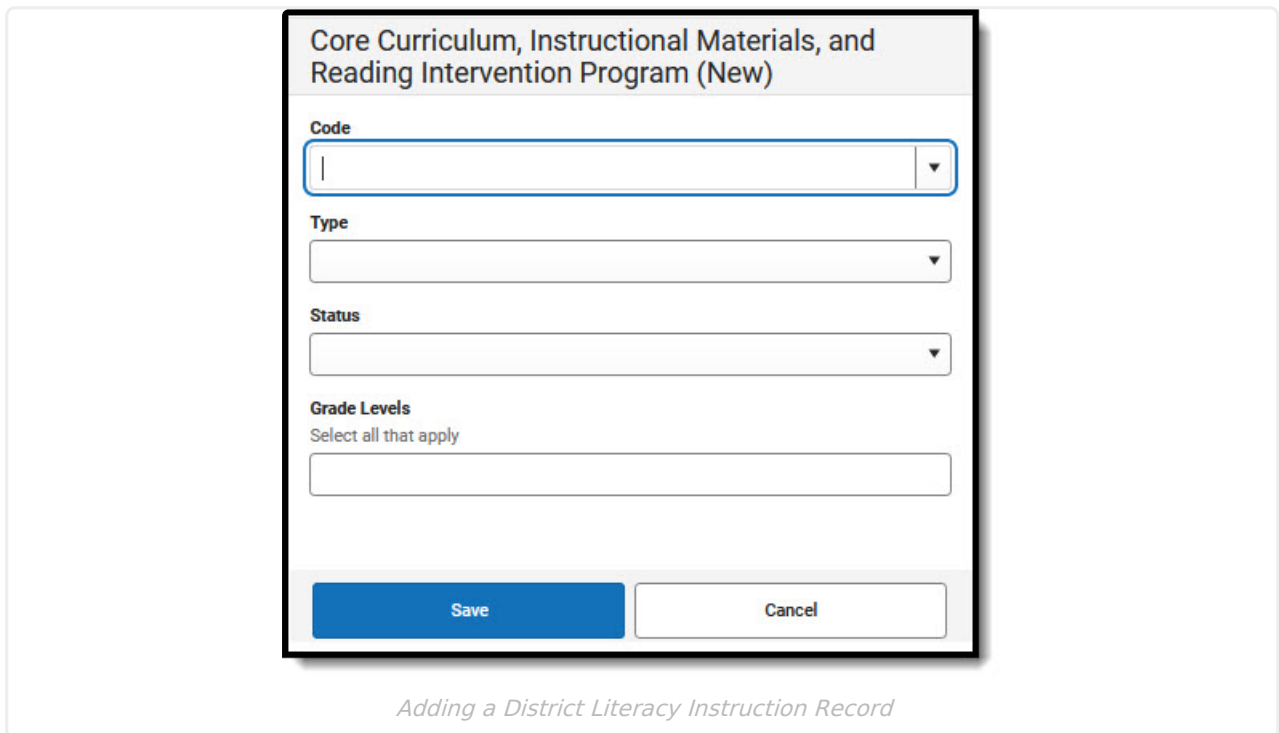 Core Curriculum, Instructional Materials, and
Reading Intervention Program (New)
Code
Type
Status
Grade Levels
Select all that apply
Save
Cancel
Adding a District Literacy Instruction Record